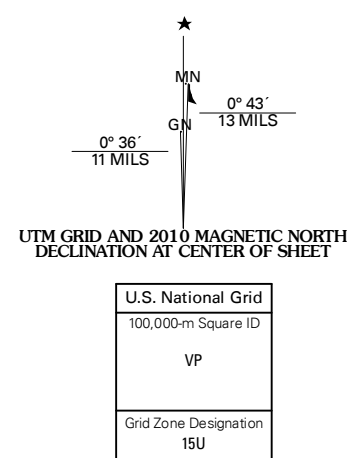 MN
0° 43´
13 MILS
GN
0° 36´
11 MILS
UTM GRID AND 2010 MAGNETIC NORTH
DECLINATION AT CENTER OF SHEET
U.S. National Grid
100,000-m Square ID
VP
Grid Zone Designation
15U